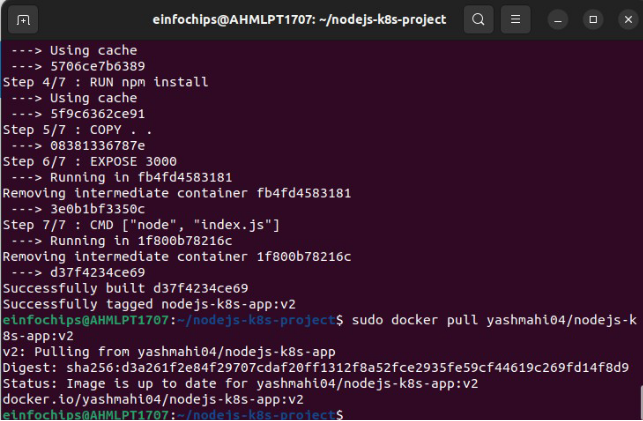 einfochips@AHMLPT1707: ~/nodejs-k8s-project
---> Using cache
---> 5706ce7b6389
Step 4/7 : RUN npm install
---> Using cache
---> 5f9c6362ce91
Step 5/7 : COPY . .
---> 08381336787e
Step 6/7 : EXPOSE 3000
---> Running in fb4fd4583181
Removing intermediate container fb4fd4583181
---> 3e0b1bf3350c
Step 7/7 : CMD ["node", "index.js"]
---> Running in 1f800b78216c
Removing intermediate container 1f800b78216c
---> d37f4234ce69
Successfully built d37f4234ce69
Successfully tagged nodejs-k8s-app:v2
einfochips@AHMLPT1707:~/nodejs-k8s-project$ sudo docker pull yashmahi04/nodejs-k
8s-app:v2
v2: Pulling from yashmahi04/nodejs-k8s-app
Digest: sha256:d3a261f2e84f29707cdaf20ff1312f8a52fce2935fe59cf44619c269fd14f8d9
Status: Image is up to date for yashmahi04/nodejs-k8s-app:v2
docker.io/yashmahi04/nodejs-k8s-app:v2
einfochips@AHMLPT1707:~/nodejs-k8s-project$